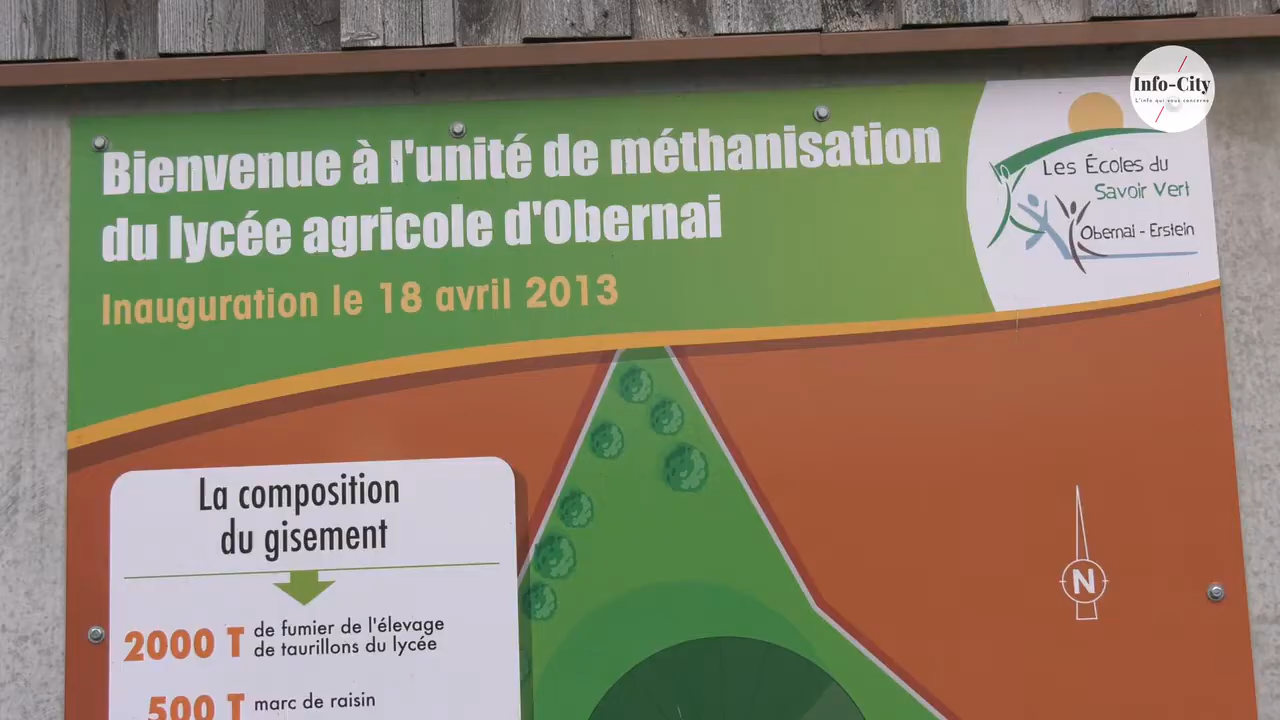 Info-City
L'info qui vous concerne
Bienvenue à l'unité de méthanisation
du lycée agricole d'Obernai
Inauguration le 18 avril 2013
Les Écoles du
Savoir Vert
Obernai - Erstein
La composition
du gisement
2000 T de fumier de l'élevage
de taurillons du lycée
500 T marc de raisin
N